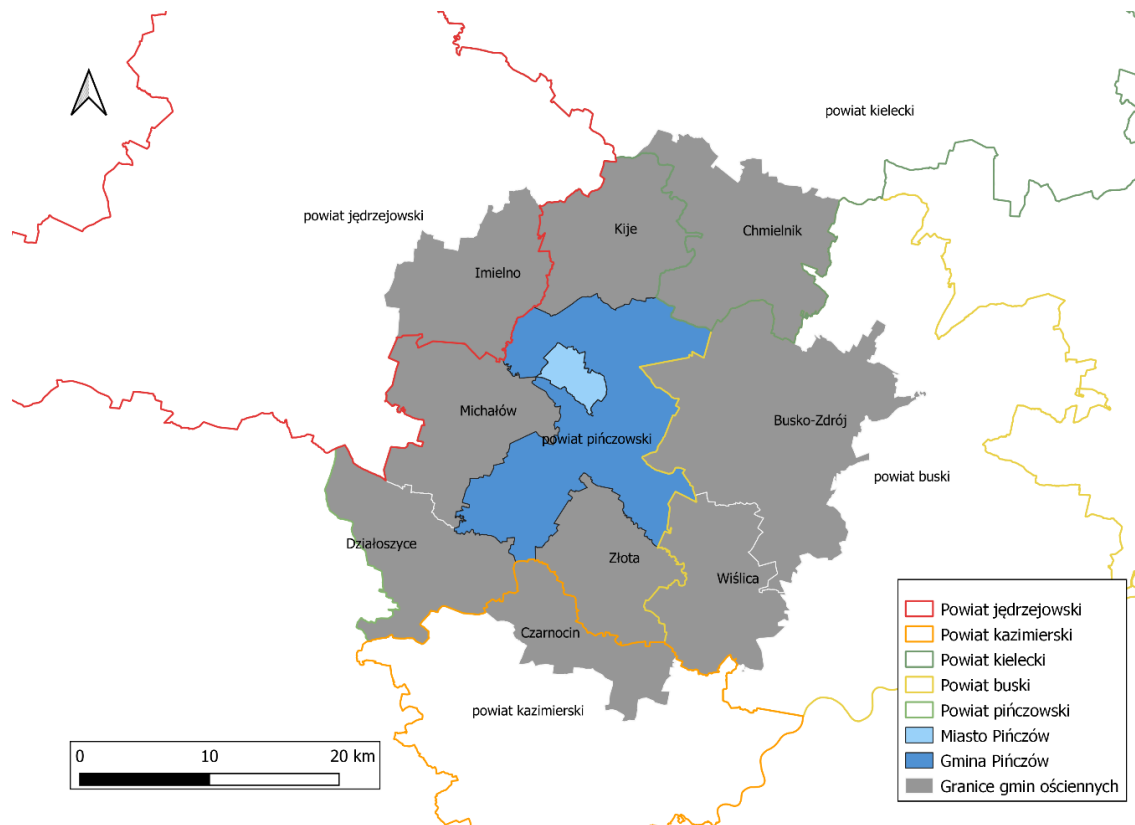 powiat kielecki
powiat jędrzejowski
Kije
Chmielnik
Imielno
Michałów
Busko-Zdrój
powiat pińczowski
powiat buski
Działoszyce
Złota
Wiślica
Czarnocin
powiat kazimierski
Powiat jędrzejowski
Powiat kazimierski
Powiat kielecki
Powiat buski
Powiat pińczowski
Miasto Pińczów
Gmina Pińczów
Granice gmin ościennych
0 10 20 km